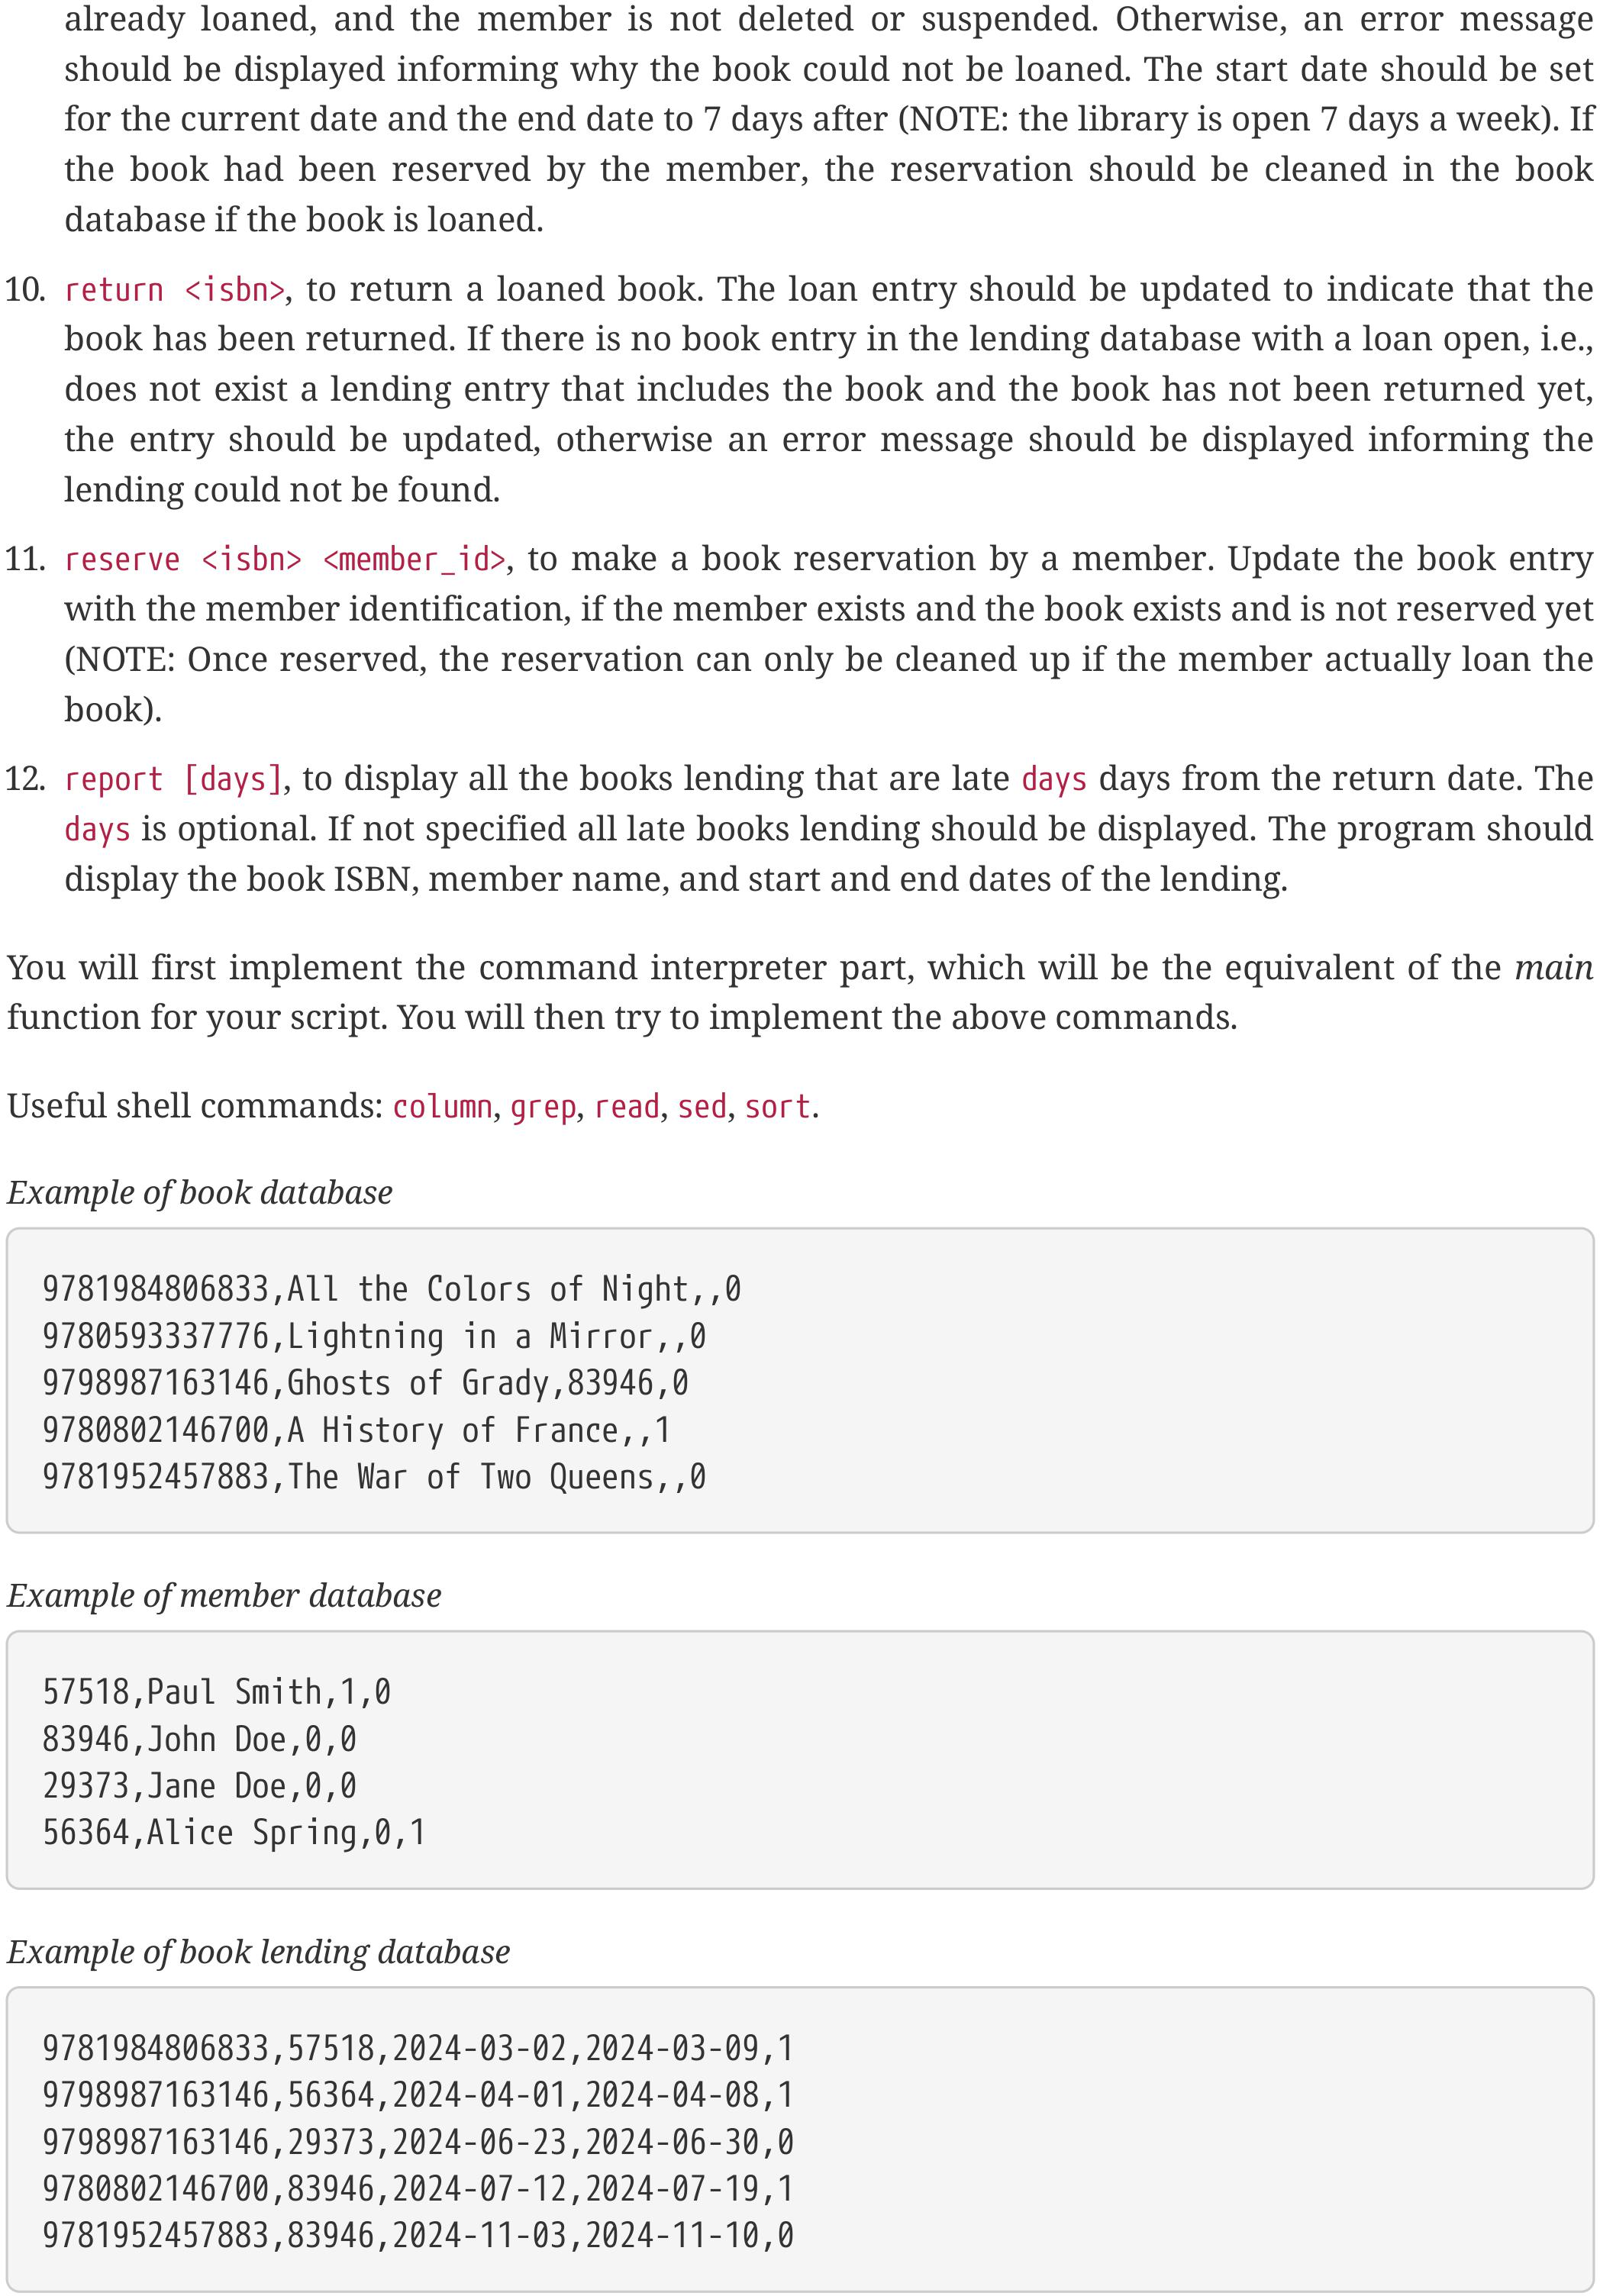 already loaned, and the member is not deleted or suspended. Otherwise, an error message
should be displayed informing why the book could not be loaned. The start date should be set
for the current date and the end date to 7 days after (NOTE: the library is open 7 days a week). If
the book had been reserved by the member, the reservation should be cleaned in the book
database if the book is loaned.
10. return <isbn>, to return a loaned book. The loan entry should be updated to indicate that the
book has been returned. If there is no book entry in the lending database with a loan open, i.e.,
does not exist a lending entry that includes the book and the book has not been returned yet,
the entry should be updated, otherwise an error message should be displayed informing the
lending could not be found.
11. reserve <isbn> <member_id>, to make a book reservation by a member. Update the book entry
with the member identification, if the member exists and the book exists and is not reserved yet
(NOTE: Once reserved, the reservation can only be cleaned up if the member actually loan the
book).
12. report [days], to display all the books lending that are late days days from the return date. The
days is optional. If not specified all late books lending should be displayed. The program should
display the book ISBN, member name, and start and end dates of the lending.
You will first implement the command interpreter part, which will be the equivalent of the main
function for your script. You will then try to implement the above commands.
Useful shell commands: column, grep, read, sed, sort.
Example of book database
9781984806833,All the Colors of Night,,0
9780593337776,Lightning in a Mirror,,0
9798987163146,Ghosts of Grady,83946,0
9780802146700,A History of France,,1
9781952457883,The War of Two Queens,,0
Example of member database
57518,Paul Smith,1,0
83946,John Doe,0,0
29373,Jane Doe,0,0
56364,Alice Spring,0,1
Example of book lending database
9781984806833,57518,2024-03-02,2024-03-09,1
9798987163146,56364,2024-04-01,2024-04-08,1
9798987163146,29373,2024-06-23,2024-06-30,0
9780802146700,83946,2024-07-12,2024-07-19,1
9781952457883,83946,2024-11-03,2024-11-10,0